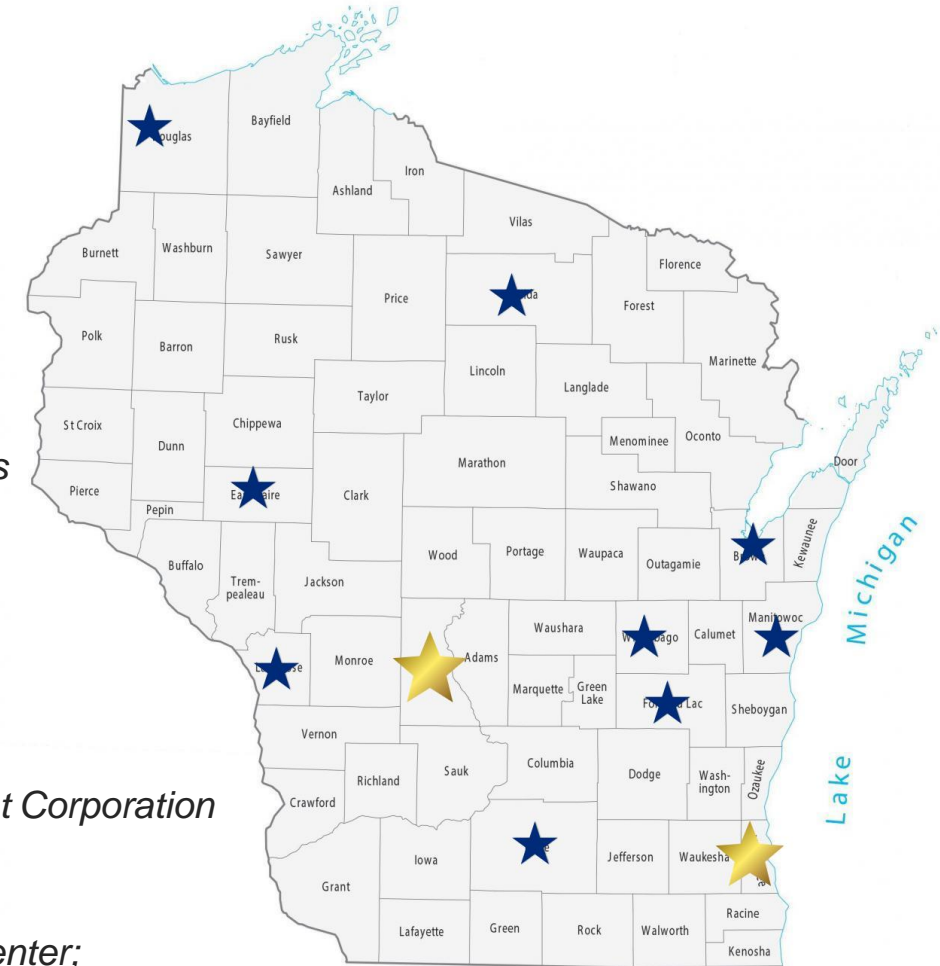 Bayfield
ouglas
Iron
Ashland
Vilas
Burnett
Washburn
Sawyer
Florence
Price
Forest
Polk
Barron
Rusk
Marinette
Lincoln
Langlade
Taylor
St Croix
Chippewa
Dunn
Menominee
Oconto
Marathon
Door
s
Pierce
Clark
Shawano
Pepin
Wood
Portage
Waupaca
Outagamie
Kewaunee
Buffalo
Trem-
pealeau
Jackson
Michigan
Waushara
Calumet
Manitowoc
Monroe
Adams
Marquette
Green
Lake
Lac
Sheboygan
Vernon
Columbia
Sauk
Richland
Dodge
Wash-
ington
Ozaukee
Lake
Crawford
t Corporation
Iowa
Jefferson
Waukesha
Grant
Racine
Lafayette
Green
Rock
Walworth
Kenosha
enter;